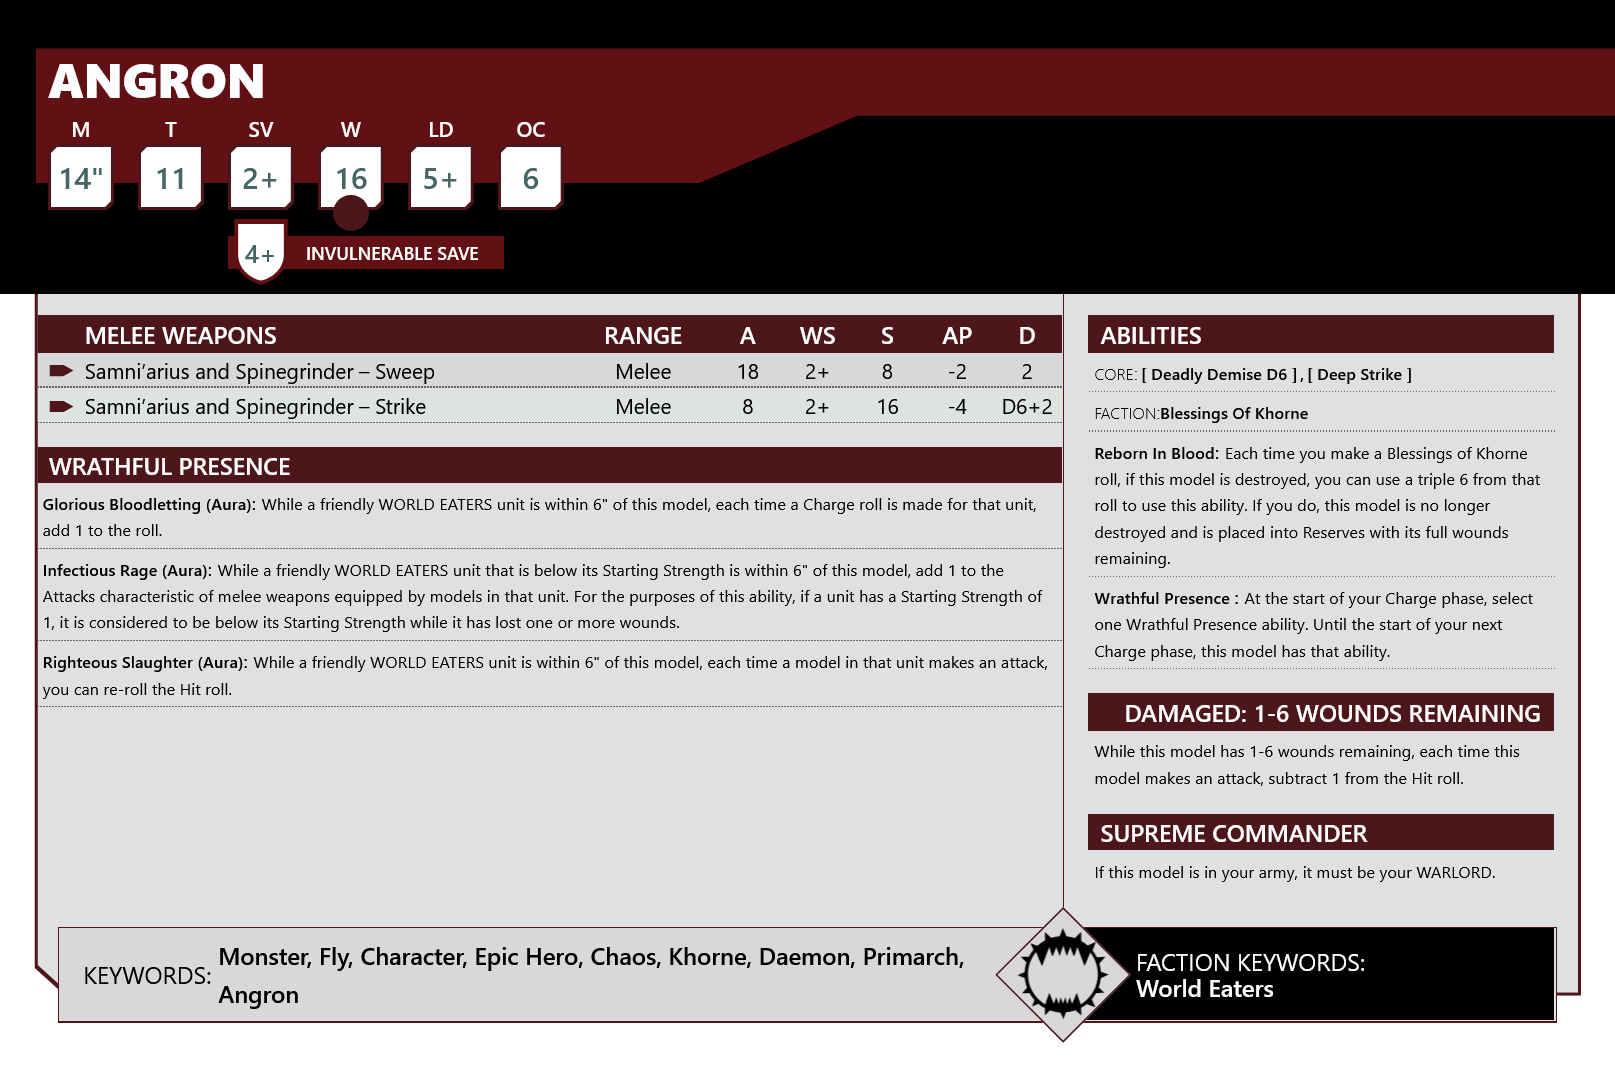 ANGRON
M T SV W LD OC
14" 11 2+ 16 5+ 6
4+ INVULNERABLE SAVE
MELEE WEAPONS RANGE A WS S AP D
Samni’arius and Spinegrinder – Sweep Melee 18 2+ 8 -2 2
Samni’arius and Spinegrinder – Strike Melee 8 2+ 16 -4 D6+2
WRATHFUL PRESENCE
Glorious Bloodletting (Aura): While a friendly WORLD EATERS unit is within 6" of this model, each time a Charge roll is made for that unit,
add 1 to the roll.
Infectious Rage (Aura): While a friendly WORLD EATERS unit that is below its Starting Strength is within 6" of this model, add 1 to the
Attacks characteristic of melee weapons equipped by models in that unit. For the purposes of this ability, if a unit has a Starting Strength of
1, it is considered to be below its Starting Strength while it has lost one or more wounds.
Righteous Slaughter (Aura): While a friendly WORLD EATERS unit is within 6" of this model, each time a model in that unit makes an attack,
you can re-roll the Hit roll.
ABILITIES
CORE: [ Deadly Demise D6 ] , [ Deep Strike ]
FACTION:Blessings Of Khorne
Reborn In Blood: Each time you make a Blessings of Khorne
roll, if this model is destroyed, you can use a triple 6 from that
roll to use this ability. If you do, this model is no longer
destroyed and is placed into Reserves with its full wounds
remaining.
Wrathful Presence : At the start of your Charge phase, select
one Wrathful Presence ability. Until the start of your next
Charge phase, this model has that ability.
DAMAGED: 1-6 WOUNDS REMAINING
While this model has 1-6 wounds remaining, each time this
model makes an attack, subtract 1 from the Hit roll.
SUPREME COMMANDER
If this model is in your army, it must be your WARLORD.
KEYWORDS: Monster, Fly, Character, Epic Hero, Chaos, Khorne, Daemon, Primarch,
Angron
FACTION KEYWORDS:
World Eaters